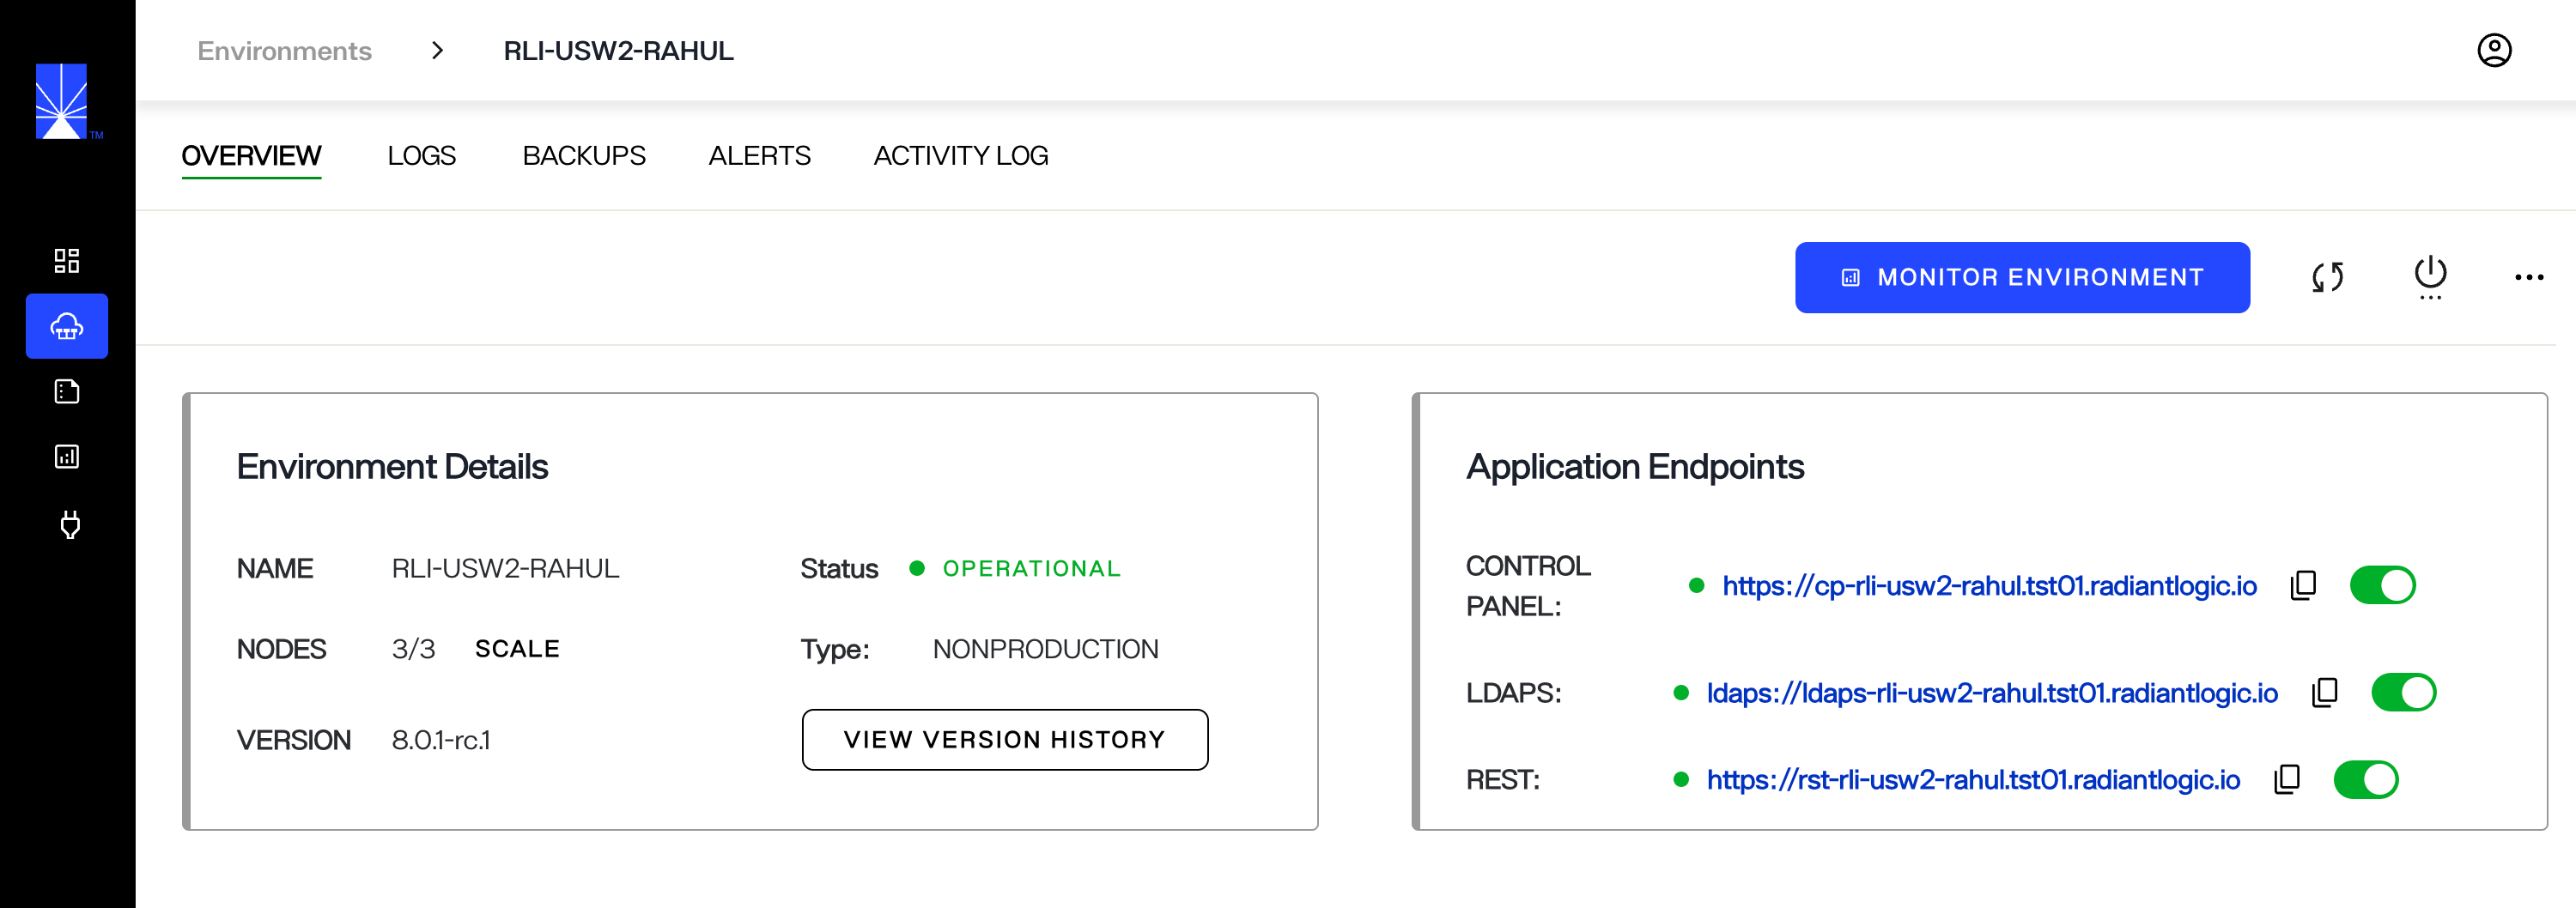 Environments > RLI-USW2-RAHUL
TM
OVERVIEW LOGS BACKUPS ALERTS ACTIVITY LOG
MONITOR ENVIRONMENT
Environment Details
NAME RLI-USW2-RAHUL Status OPERATIONAL
NODES 3/3 SCALE Type: NONPRODUCTION
VERSION 8.0.1-rc.1 VIEW VERSION HISTORY
Application Endpoints
CONTROL
PANEL: https://cp-rli-usw2-rahul.tst01.radiantlogic.io
LDAPS: ldaps://ldaps-rli-usw2-rahul.tst01.radiantlogic.io
REST: https://rst-rli-usw2-rahul.tst01.radiantlogic.io